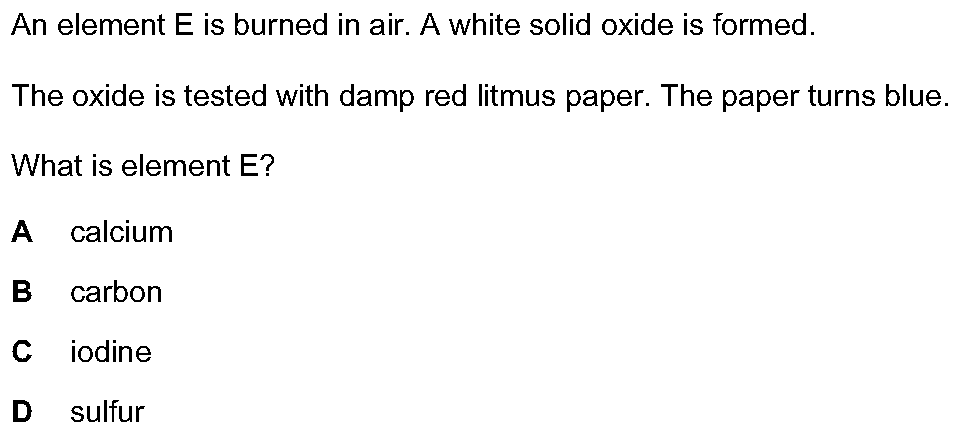 An element E is burned in air. A white solid oxide is formed.
The oxide is tested with damp red litmus paper. The paper turns blue.
What is element E?
A calcium
B carbon
C iodine
D sulfur